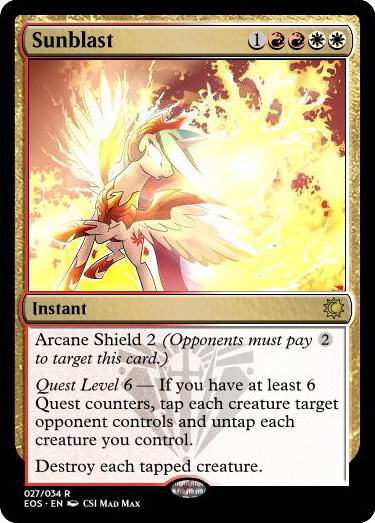 Sunblast 1
Instant
Arcane Shield 2 (Opponents must pay 2
to target this card.)
Quest Level 6 — If you have at least 6
Quest counters, tap each creature target
opponent controls and untap each
creature you control.
Destroy each tapped creature.
027/034 R
EOS • EN CSI MAD MAX